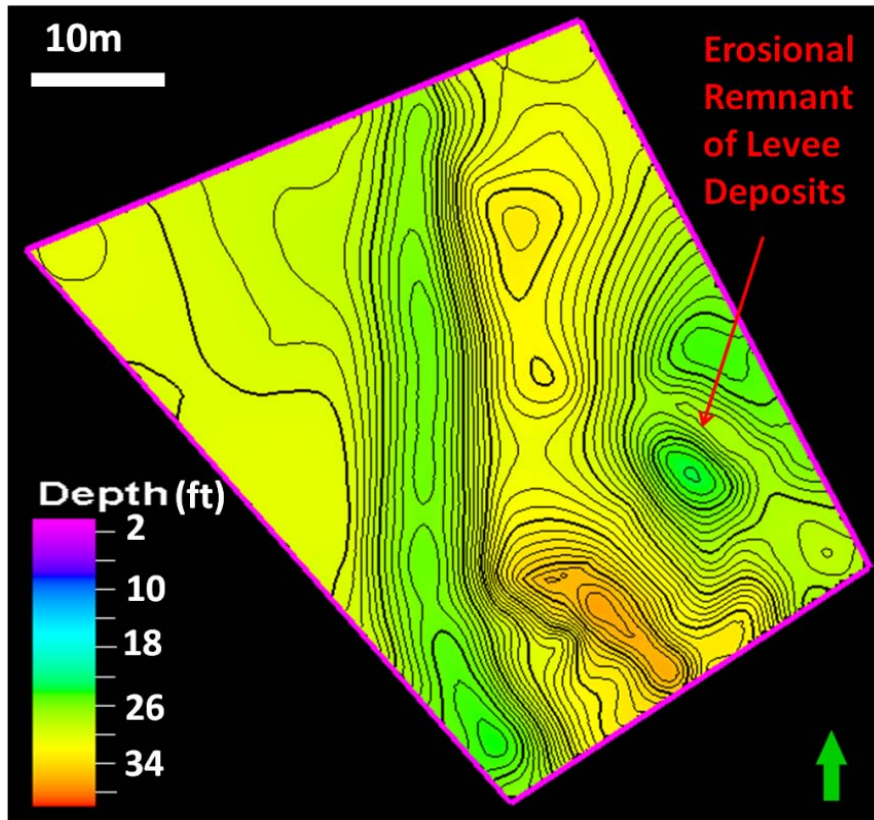 10m
Erosional
Remnant
of Levee
Deposits
Depth (ft)
2
10
18
26
34